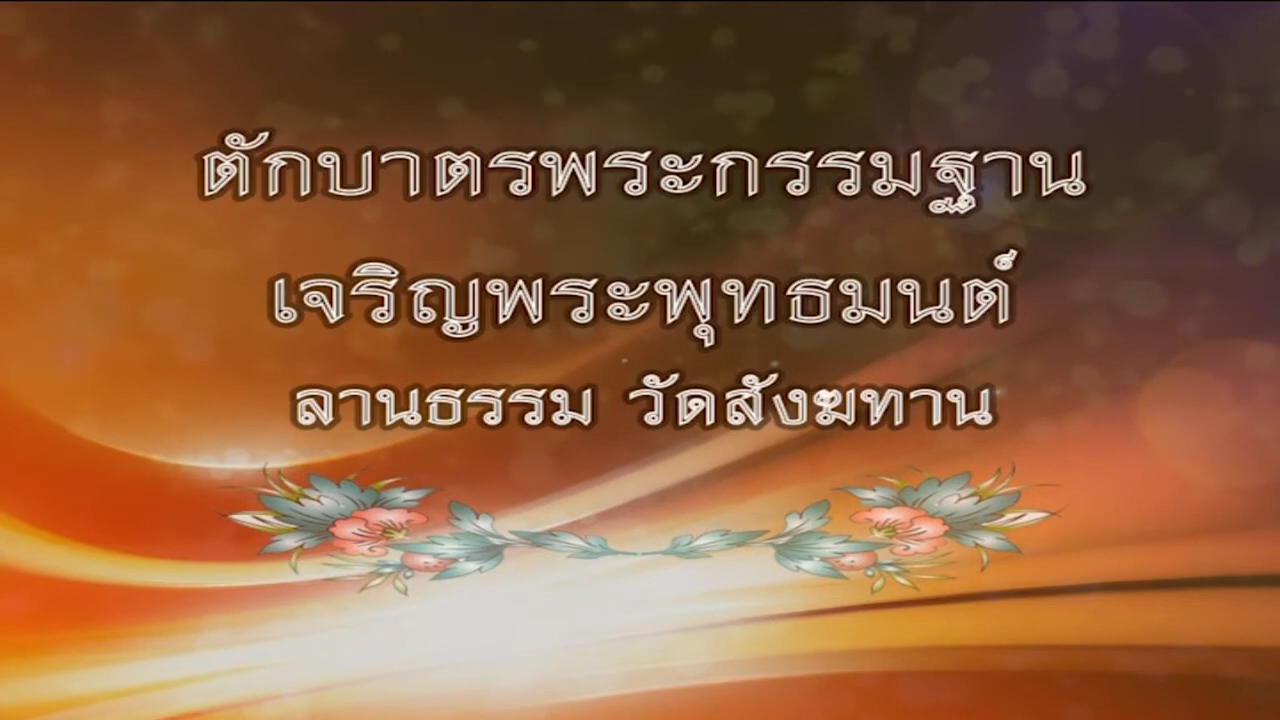 ตักบาตรพระกรรมฐาน
เจริญพระพุทธมนต์
ลานธรรม วัดสังฆทาน